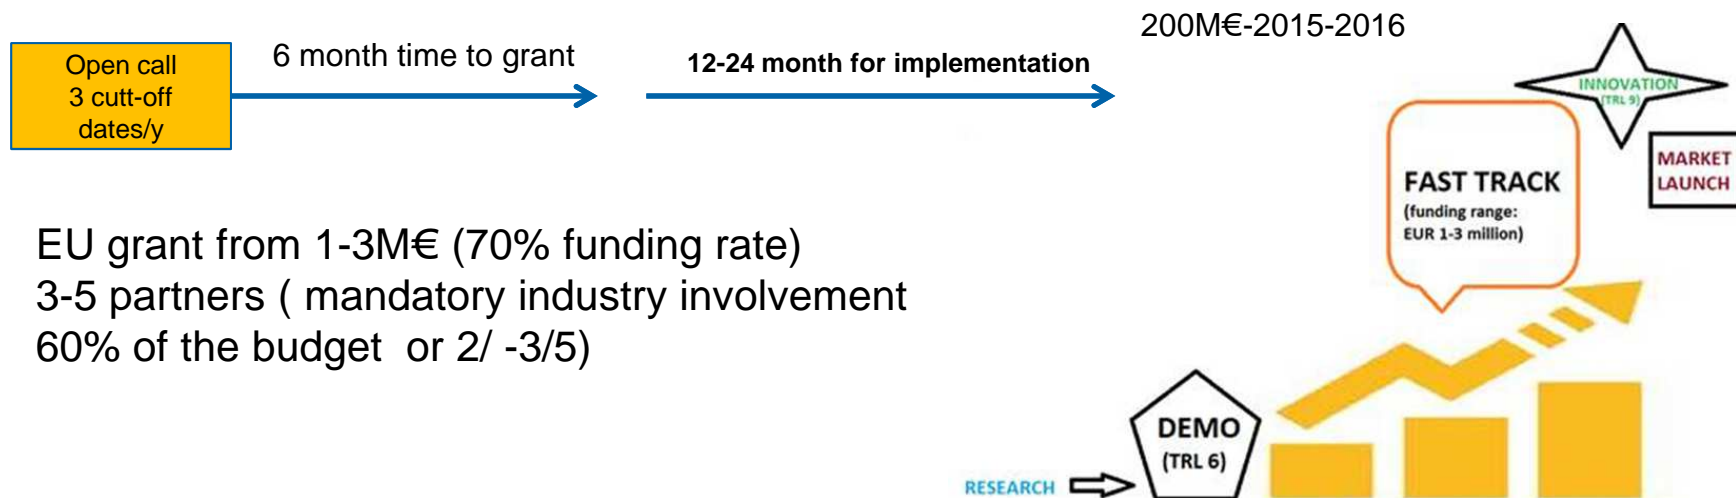 200M€-2015-2016
Open call
3 cutt-off
dates/y
6 month time to grant
12-24 month for implementation
INNOVATION
(TRL 9)
MARKET
LAUNCH
FAST TRACK
(funding range:
EUR 1-3 million)
EU grant from 1-3M€ (70% funding rate)
3-5 partners ( mandatory industry involvement
60% of the budget  or 2/ -3/5)
DEMO
(TRL 6)
RESEARCH